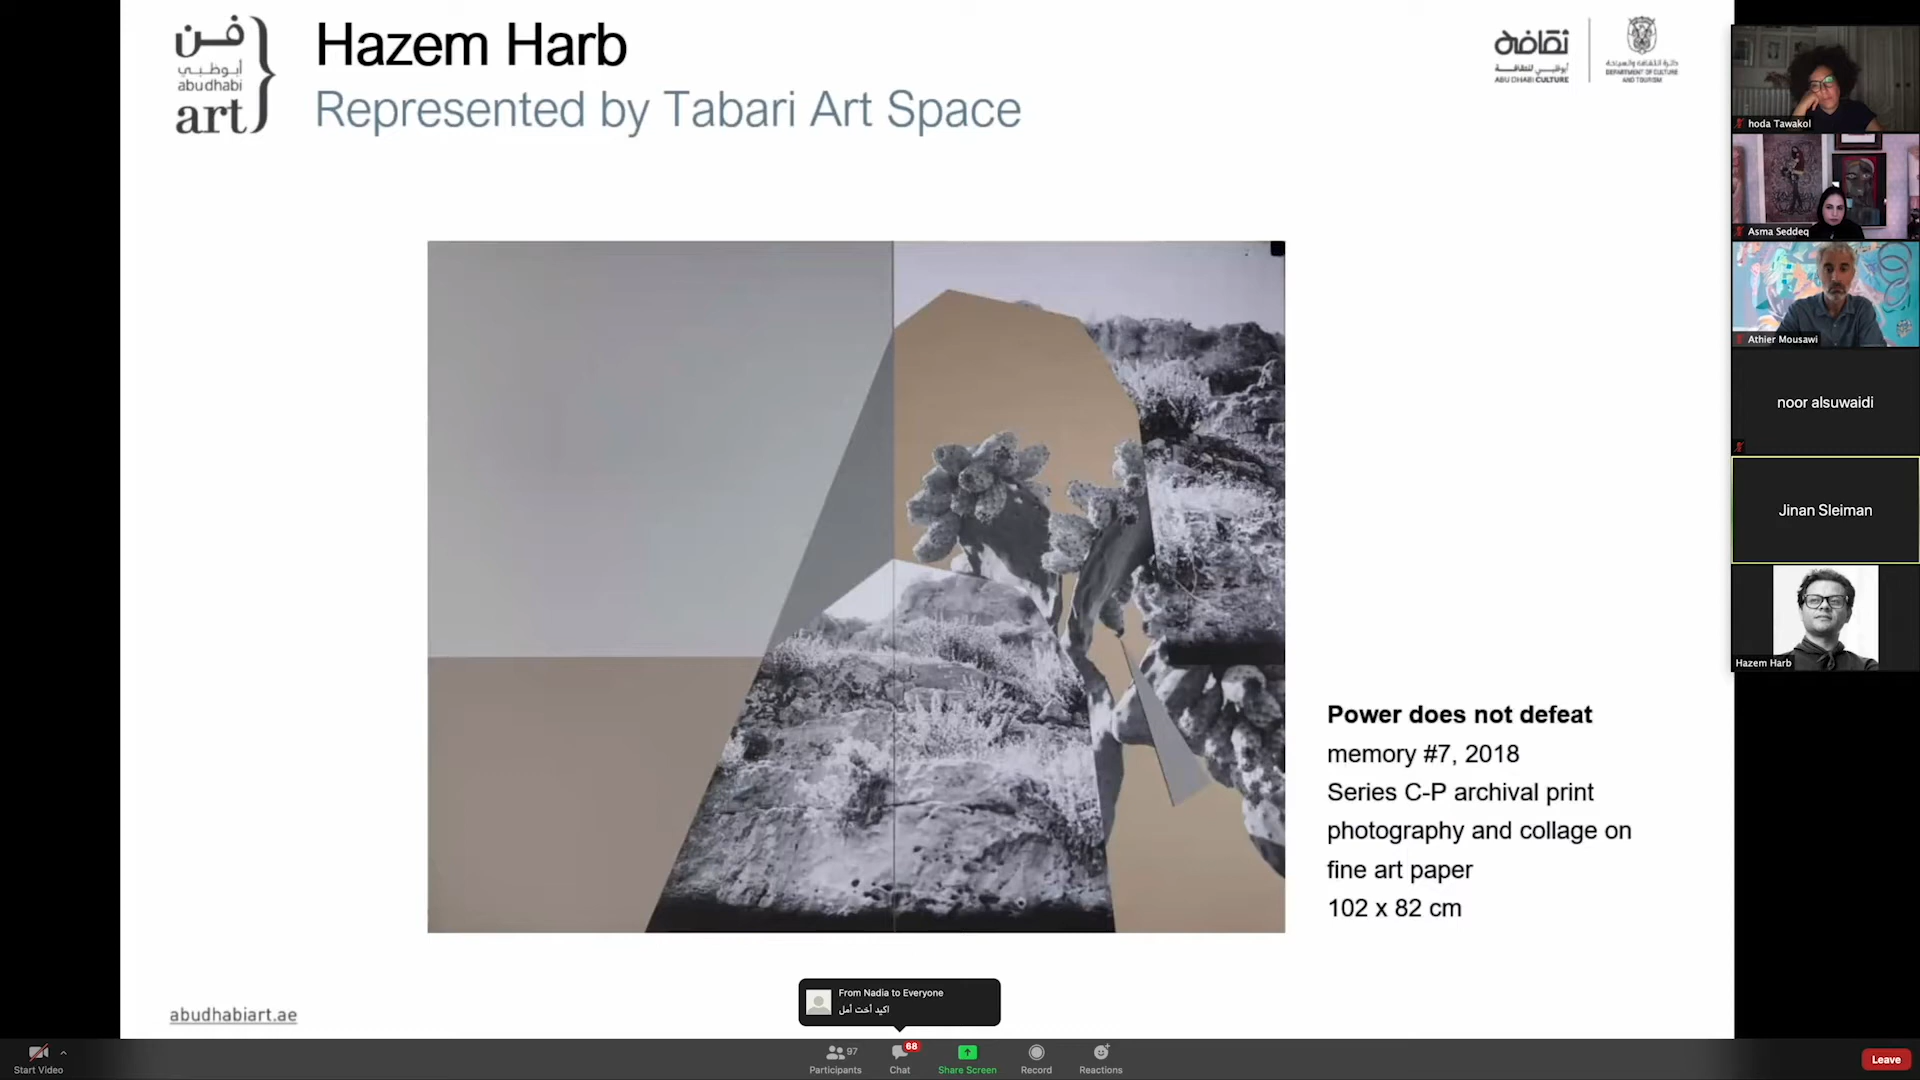 فن
أبوظبي
abu dhabi
art
Hazem Harb
Represented by Tabari Art Space
ثقافة
أبوظبي للثقافة
ABU DHABI CULTURE
دائرة الثقافة والسياحة
DEPARTMENT OF CULTURE
AND TOURISM
hoda Tawakol
Asma Seddeq
Athier Mousawi
noor alsuwaidi
Jinan Sleiman
Hazem Harb
Power does not defeat
memory #7, 2018
Series C-P archival print
photography and collage on
fine art paper
102 x 82 cm
abudhabiart.ae
From Nadia to Everyone
اكيد أخت أمل
Start Video
97
Participants
68
Chat
Share Screen
Record
Reactions
Leave